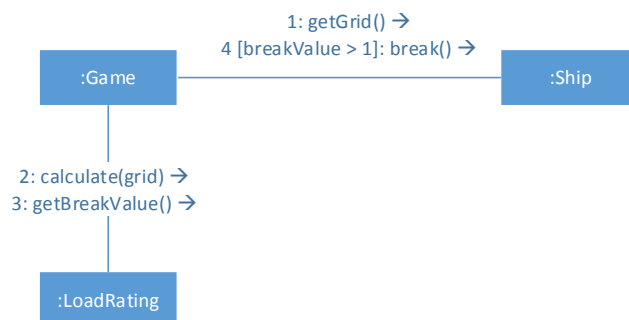 1: getGrid() →
4 [breakValue > 1]: break() →
:Game
:Ship
2: calculate(grid) →
3: getBreakValue() →
:LoadRating